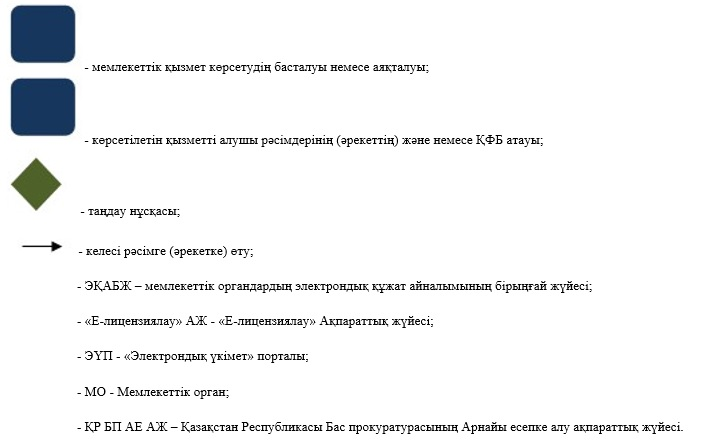 - мемлекеттік қызмет көрсетудің басталуы немесе аяқталуы;
- көрсетілетін қызметті алушы рәсімдерінің (әрекеттің) және немесе ҚФБ атауы;
- таңдау нұсқасы;
- келесі рәсімге (әрекетке) өту;
- ЭҚАБЖ – мемлекеттік органдардың электрондық құжат айналымының бірыңғай жүйесі;
- «Е-лицензиялау» АЖ - «Е-лицензиялау» Ақпараттық жүйесі;
- ЭҮП - «Электрондық үкімет» порталы;
- МО - Мемлекеттік орган;
- ҚР БП АЕ АЖ – Қазақстан Республикасы Бас прокуратурасының Арнайы есепке алу ақпараттық жүйесі.